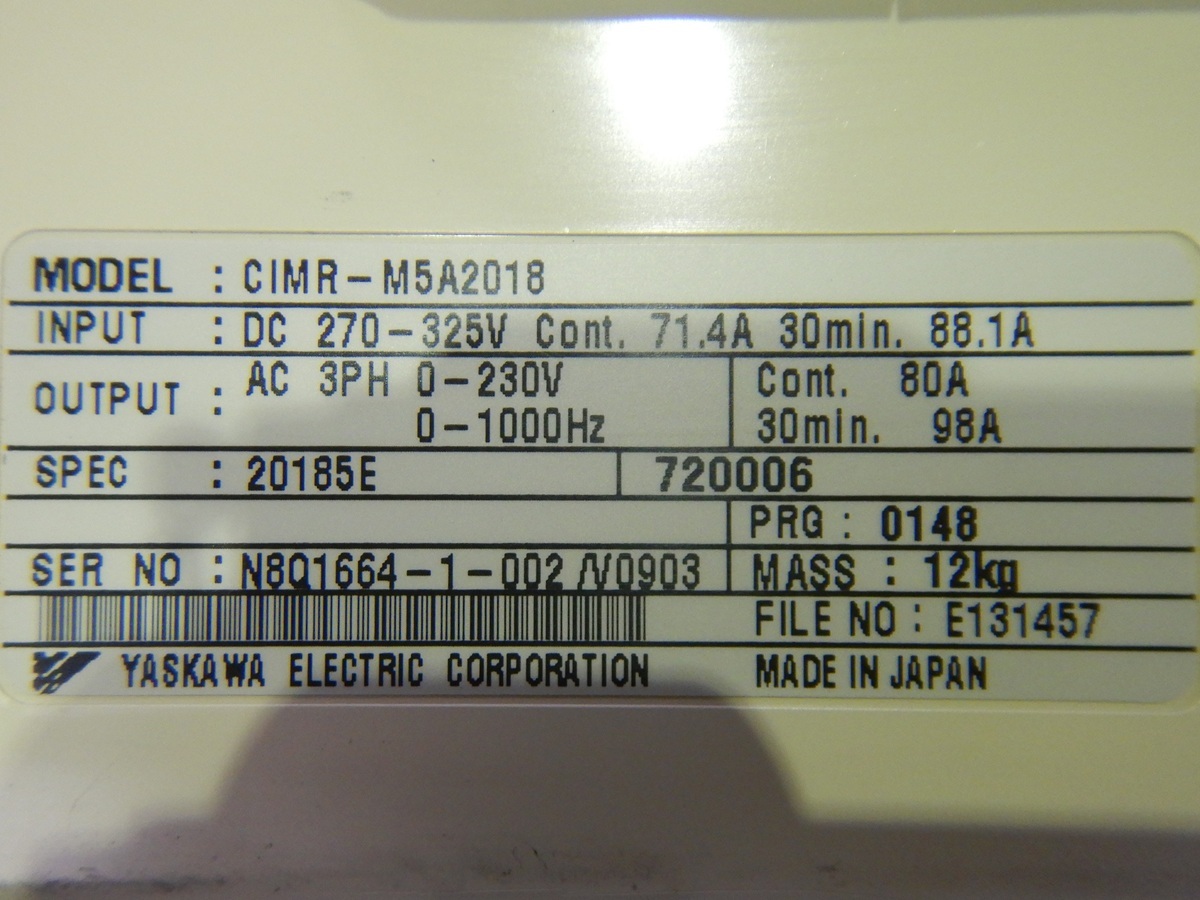 MODEL : CIMR-M5A2018
INPUT : DC 270-325V Cont. 71.4A 30min. 88.1A
OUTPUT : AC 3PH 0-230V Cont. 80A
0-1000Hz 30min. 98A
SPEC : 20185E 720006
PRG : 0148
SER NO : N8Q1664-1-002 /V0903 MASS : 12kg
FILE NO : E131457
YASKAWA ELECTRIC CORPORATION MADE IN JAPAN